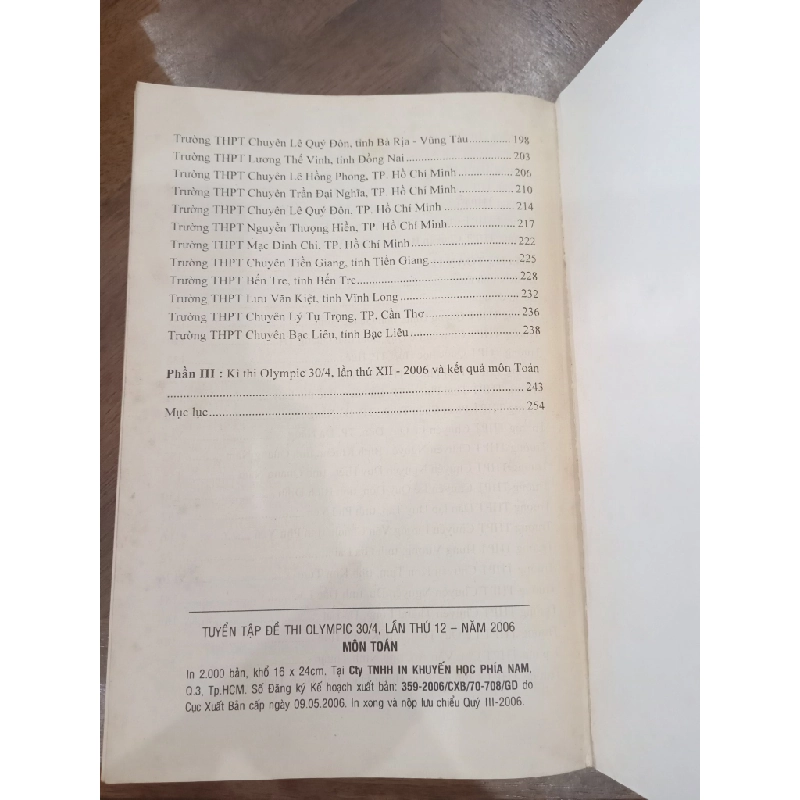 Trường THPT Chuyên Lê Quý Đôn, tỉnh Bà Rịa - Vũng Tàu..............198
Trường THPT Lương Thế Vinh, tỉnh Đồng Nai..............203
Trường THPT Chuyên Lê Hồng Phong, TP. Hồ Chí Minh..............206
Trường THPT Chuyên Trần Đại Nghĩa, TP. Hồ Chí Minh..............210
Trường THPT Chuyên Lê Quý Đôn, TP. Hồ Chí Minh..............214
Trường THPT Nguyễn Thượng Hiền, TP. Hồ Chí Minh..............217
Trường THPT Mạc Đĩnh Chi, TP. Hồ Chí Minh..............222
Trường THPT Chuyên Tiền Giang, tỉnh Tiền Giang..............225
Trường THPT Bến Tre, tỉnh Bến Tre..............228
Trường THPT Lưu Văn Kiệt, tỉnh Vĩnh Long..............232
Trường THPT Chuyên Lý Tự Trọng, TP. Cần Thơ..............236
Trường THPT Chuyên Bạc Liêu, tỉnh Bạc Liêu..............238
Phần III : Kì thi Olympic 30/4, lần thứ XII - 2006 và kết quả môn Toán
..............243
Mục lục..............254
TUYỂN TẬP ĐỀ THI OLYMPIC 30/4, LẦN THỨ 12 – NĂM 2006
MÔN TOÁN
In 2.000 bản, khổ 16 x 24cm. Tại Cty TNHH IN KHUYẾN HỌC PHÍA NAM,
Q.3, Tp.HCM. Số Đăng ký Kế hoạch xuất bản: 359-2006/CXB/70-708/GD do
Cục Xuất Bản cấp ngày 09.05.2006. In xong và nộp lưu chiểu Quý III-2006.